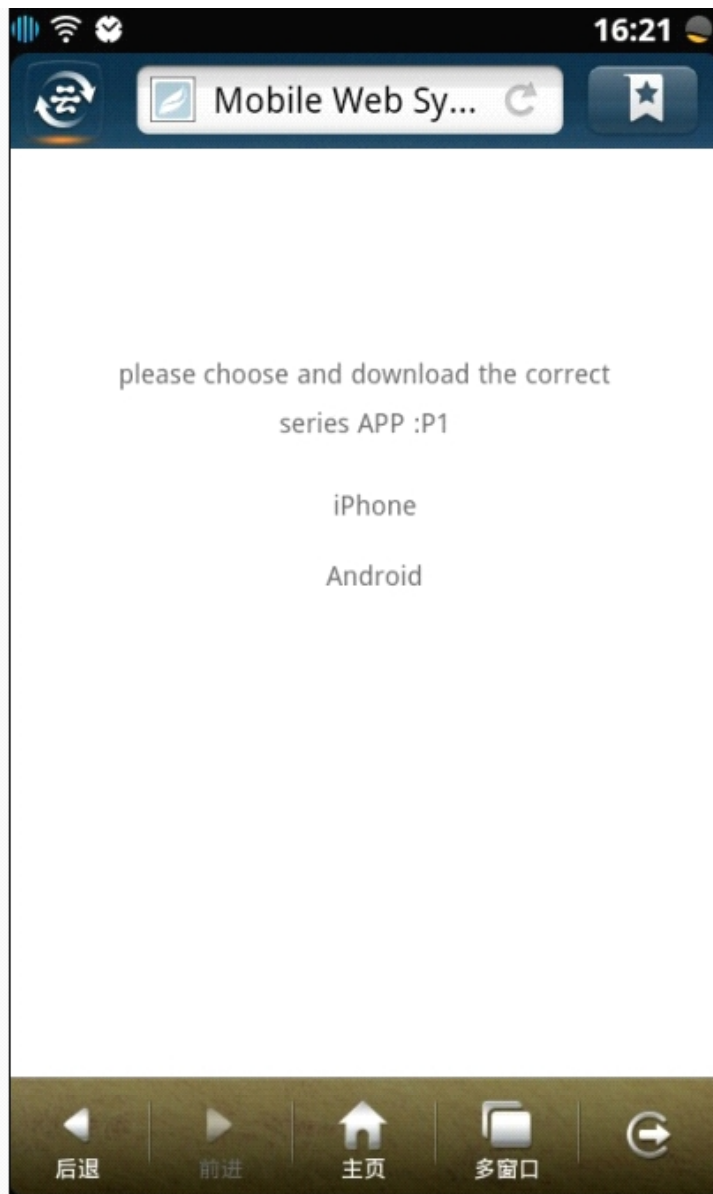 16:21
云
Mobile Web Sy...
please choose and download the correct
series APP :P1
iPhone
Android
后退 前进 主页 多窗口